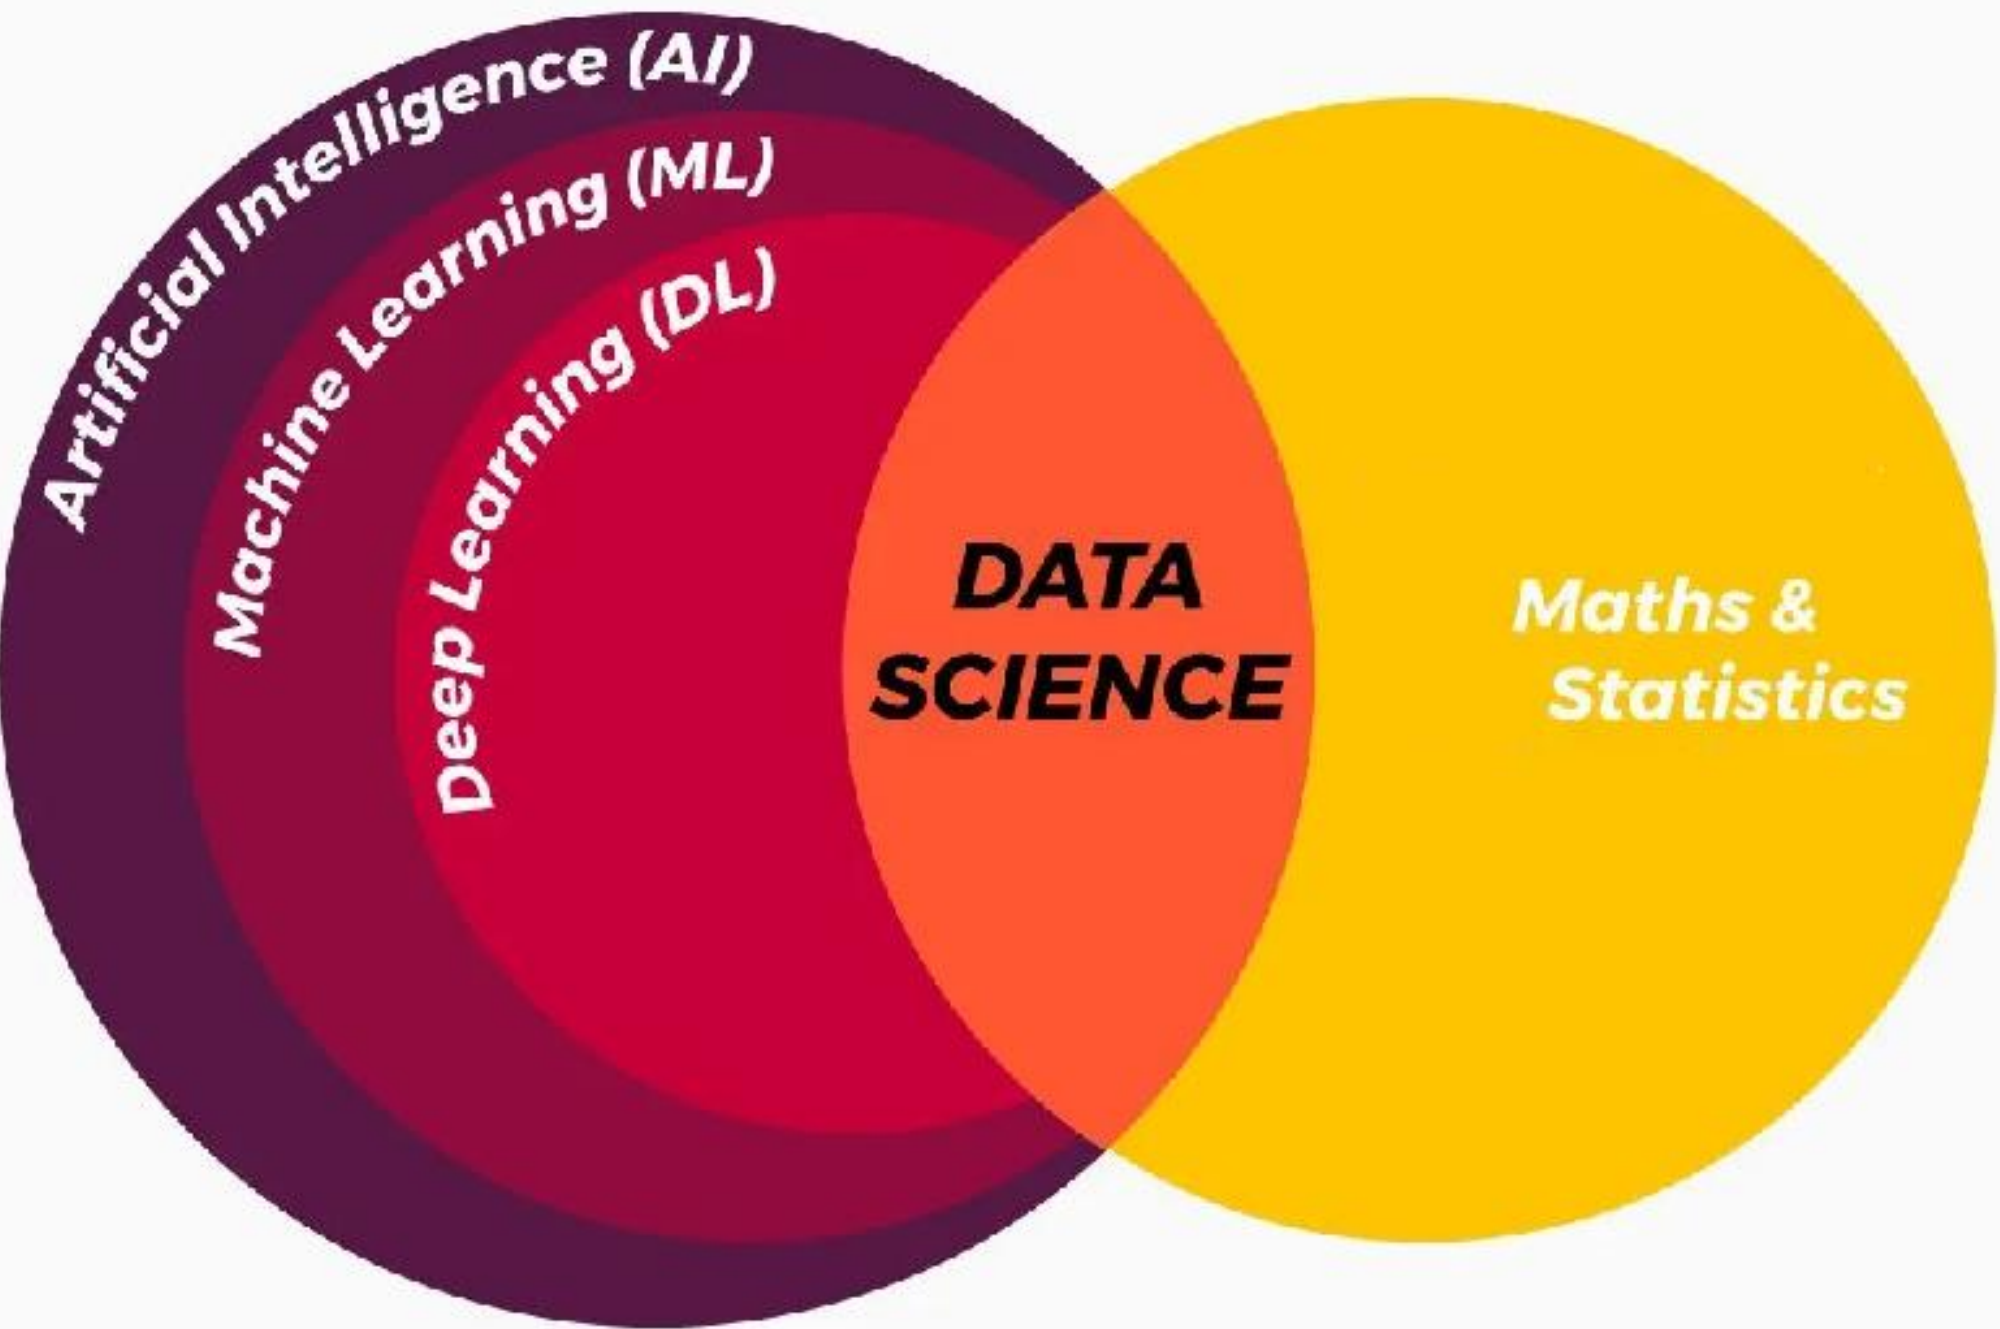 Artificial Intelligence (AI)
Machine Learning (ML)
Deep Learning (DL)
DATA
SCIENCE
Maths &
Statistics